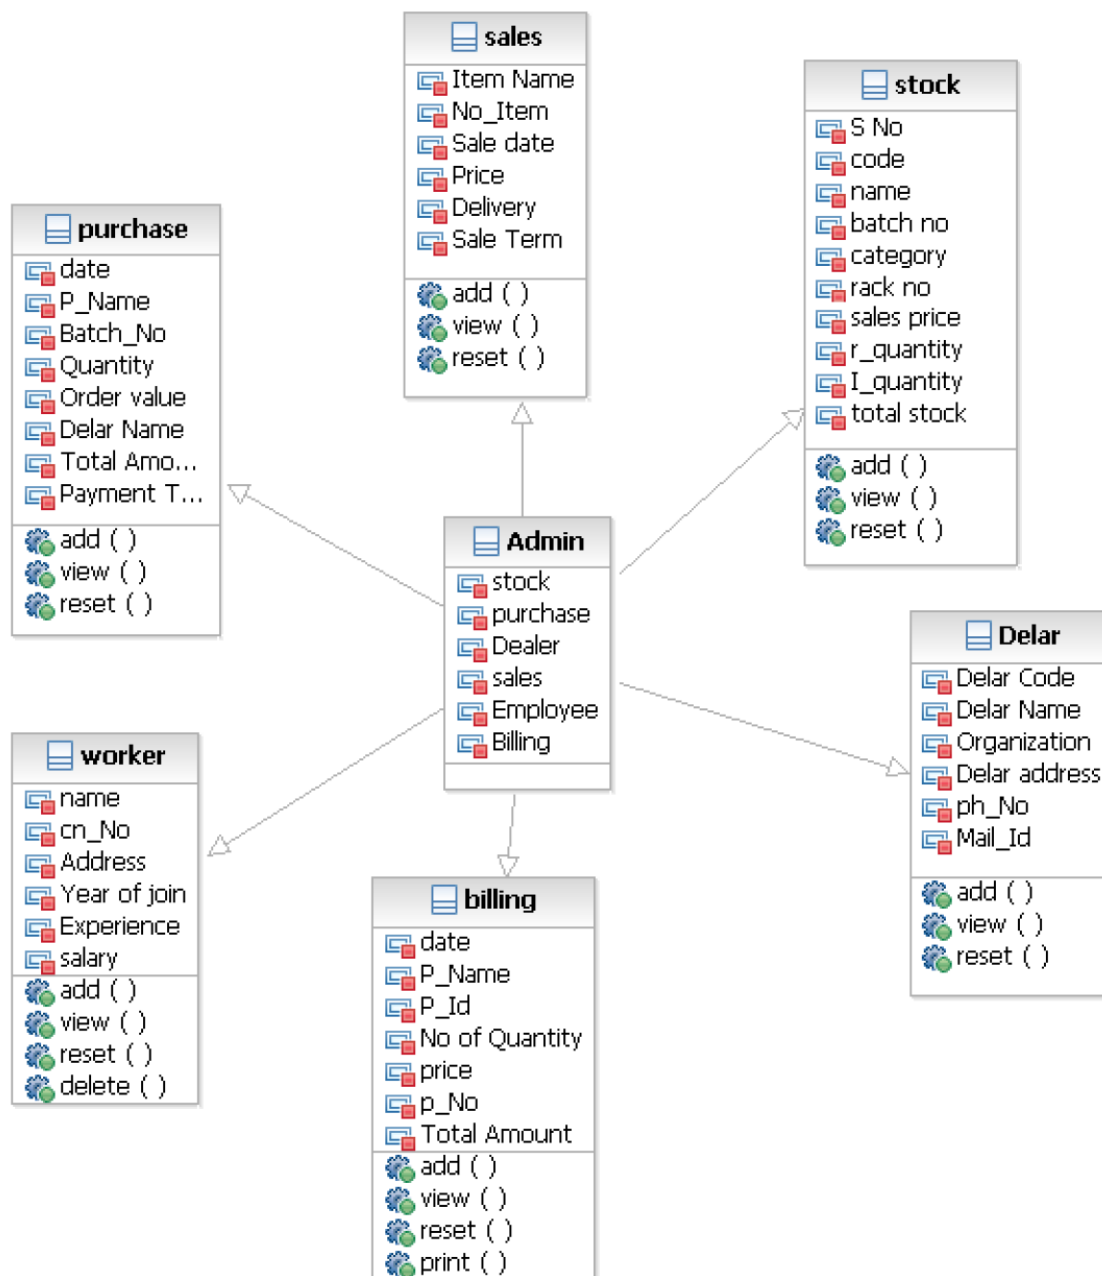 sales
Item Name
No_Item
Sale date
Price
Delivery
Sale Term
add ( )
view ( )
reset ( )
stock
S No
code
name
batch no
category
rack no
sales price
r_quantity
I_quantity
total stock
add ( )
view ( )
reset ( )
purchase
date
P_Name
Batch_No
Quantity
Order value
Delar Name
Total Amo...
Payment T...
add ( )
view ( )
reset ( )
Admin
stock
purchase
Dealer
sales
Employee
Billing
Delar
Delar Code
Delar Name
Organization
Delar address
ph_No
Mail_Id
add ( )
view ( )
reset ( )
worker
name
cn_No
Address
Year of join
Experience
salary
add ( )
view ( )
reset ( )
delete ( )
billing
date
P_Name
P_Id
No of Quantity
price
p_No
Total Amount
add ( )
view ( )
reset ( )
print ( )